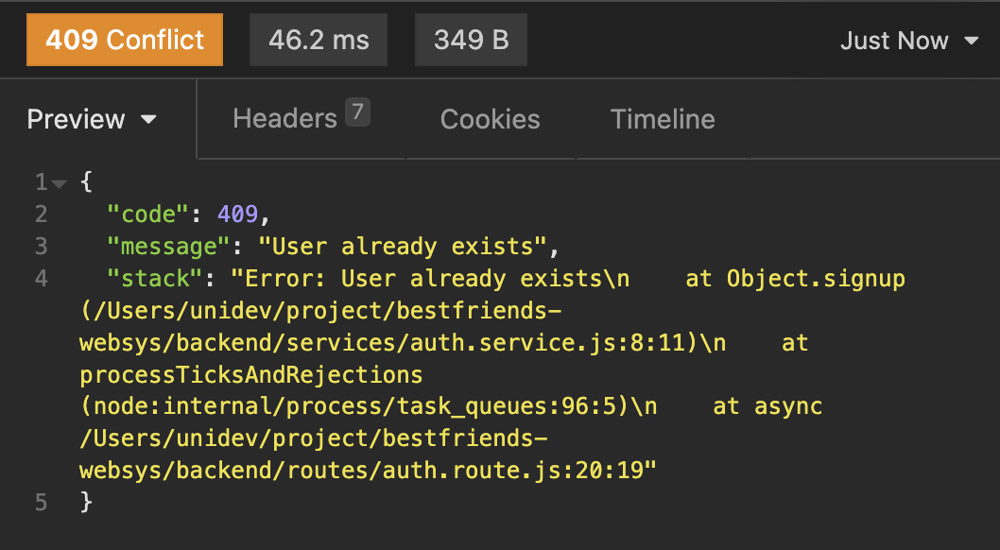 409 Conflict 46.2 ms 349 B Just Now
Preview Headers 7 Cookies Timeline
1 {
2 "code": 409,
3 "message": "User already exists",
4 "stack": "Error: User already exists\n    at Object.signup
(/Users/unidev/project/bestfriends-
websys/backend/services/auth.service.js:8:11)\n    at
processTicksAndRejections
(node:internal/process/task_queues:96:5)\n    at async
/Users/unidev/project/bestfriends-
websys/backend/routes/auth.route.js:20:19"
5 }